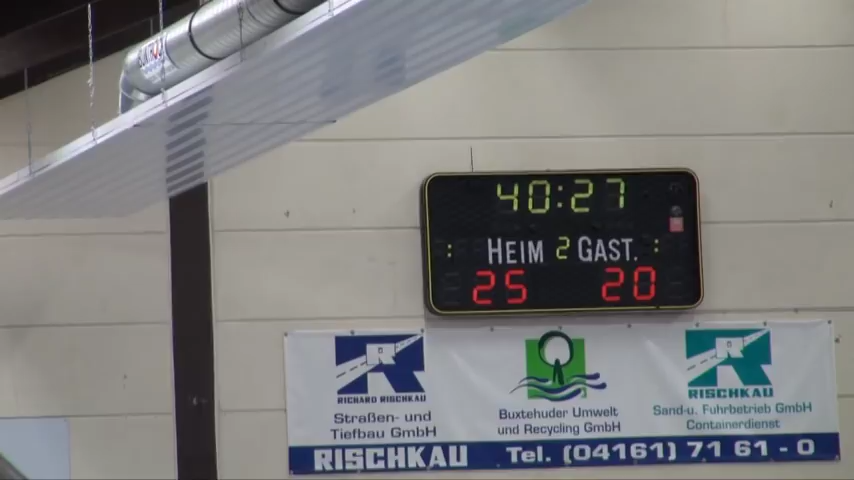 40:27
: HEIM 2 GAST. :
25 20
RICHARD RISCHKAU
Straßen- und
Tiefbau GmbH
Buxtehuder Umwelt
und Recycling GmbH
RISCHKAU
Sand-u. Fuhrbetrieb GmbH
Containerdienst
RISCHKAU Tel. (04161) 71 61 - 0